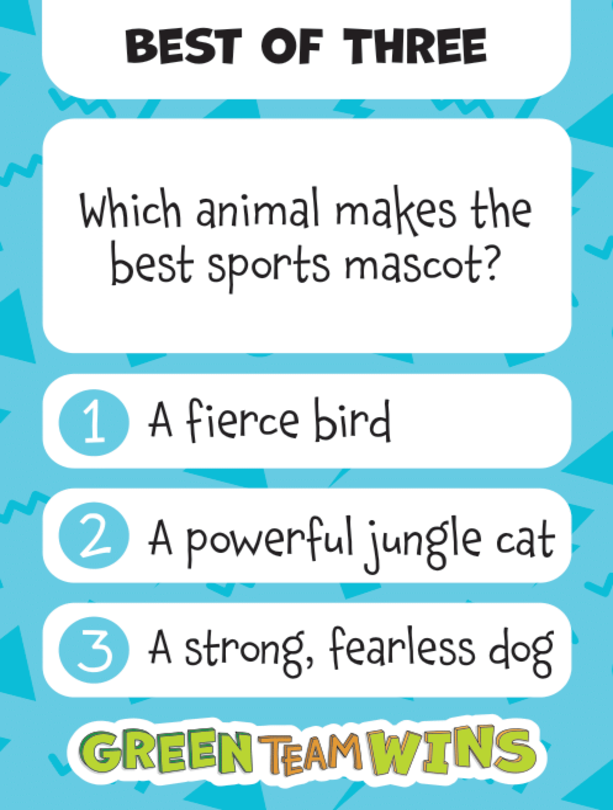 BEST OF THREE
Which animal makes the
best sports mascot?
1 A fierce bird
2 A powerful jungle cat
3 A strong, fearless dog
GREEN TEAM WINS